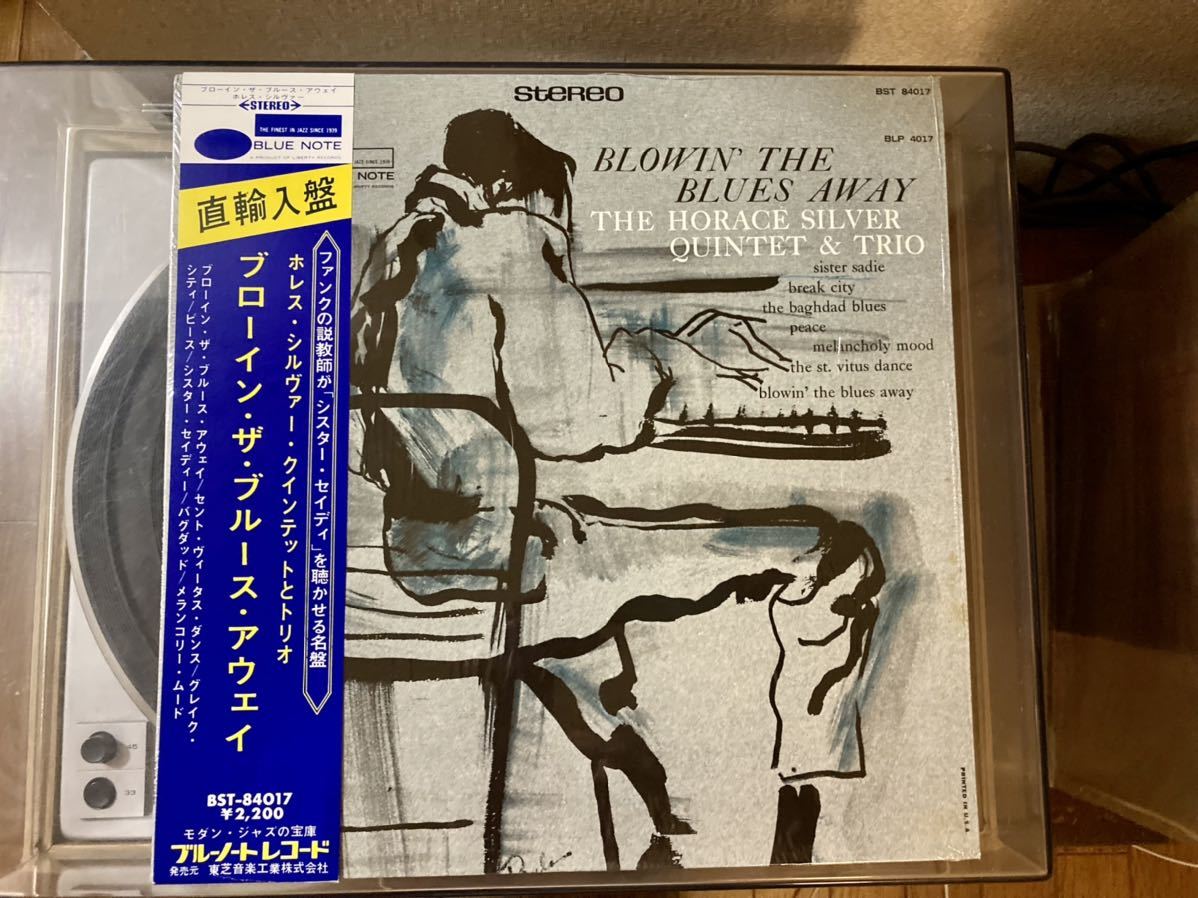 ブローイン・ザ・ブルース・アウェイ
ホレス・シルヴァー
STEREO
THE FINEST IN JAZZ SINCE 1939
BLUE NOTE
A PRODUCT OF LIBERTY RECORDS
直輸入盤
ファンクの説教師が「シスター・セイディ」を聴かせる名盤
ホレス・シルヴァー・クインテットとトリオ
ブローイン・ザ・ブルース・アウェイ
ブローイン・ザ・ブルース・アウェイ/セント・ヴィータス・ダンス/グレイク・
シティ/ピース/シスター・セイディー/バグダッド/メランコリー・ムード
BST-84017
¥2,200
モダン・ジャズの宝庫
ブルーノートレコード
発売元 東芝音楽工業株式会社
stereo
BST 84017
BLP 4017
JAZZ SINCE 1939
NOTE
BLOWIN' THE
BLUES AWAY
THE HORACE SILVER
QUINTET & TRIO
sister sadie
break city
the baghdad blues
peace
melancholy mood
the st. vitus dance
blowin' the blues away
PRINTED IN U.S.A.
45
33